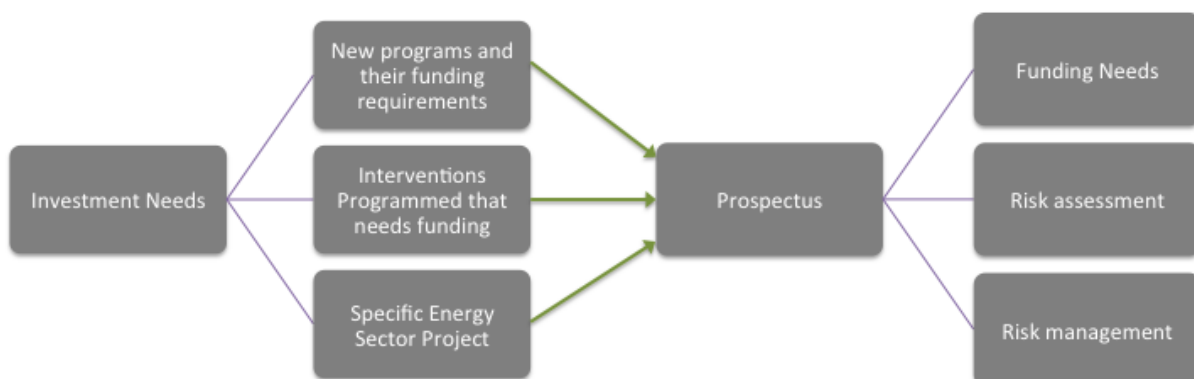 New programs and
their funding
requirements
Funding Needs
Investment Needs
Interventions
Programmed that
needs funding
Prospectus
Risk assessment
Specific Energy
Sector Project
Risk management